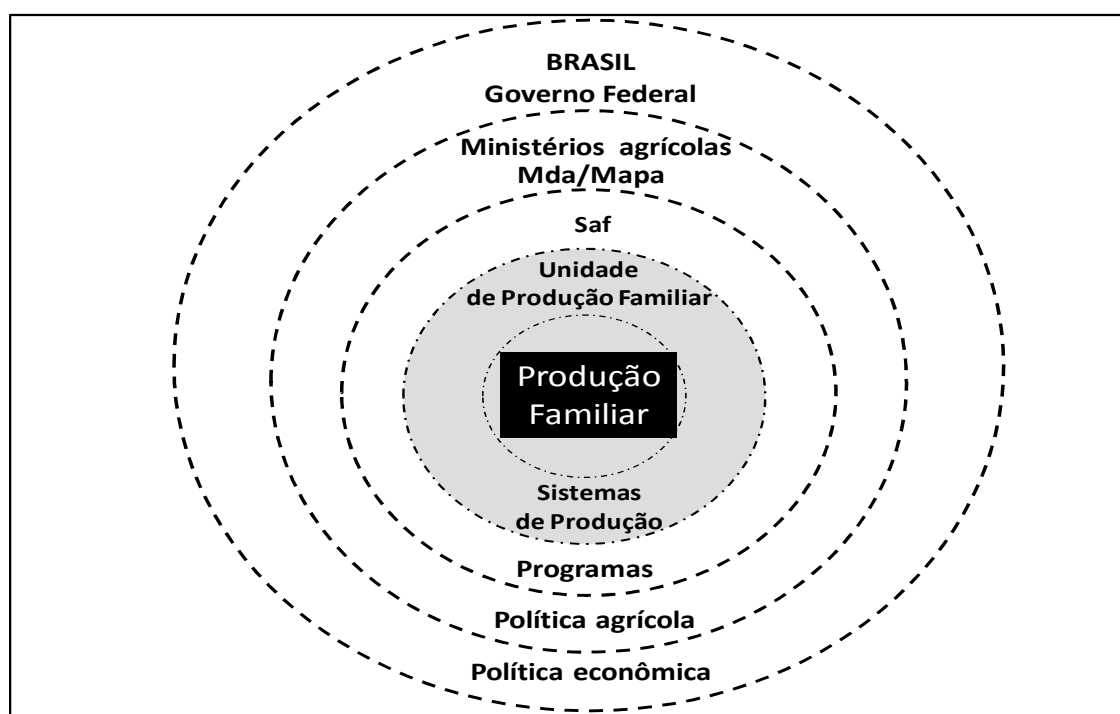 BRASIL
Governo Federal
Ministérios agrícolas
Mda/Mapa
Saf
Unidade
de Produção Familiar
Produção
Familiar
Sistemas
de Produção
Programas
Política agrícola
Política econômica